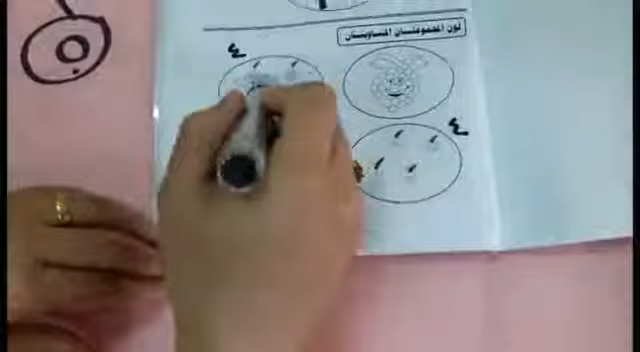 لون المجموعتان المتساويتان
٤
٤
٥